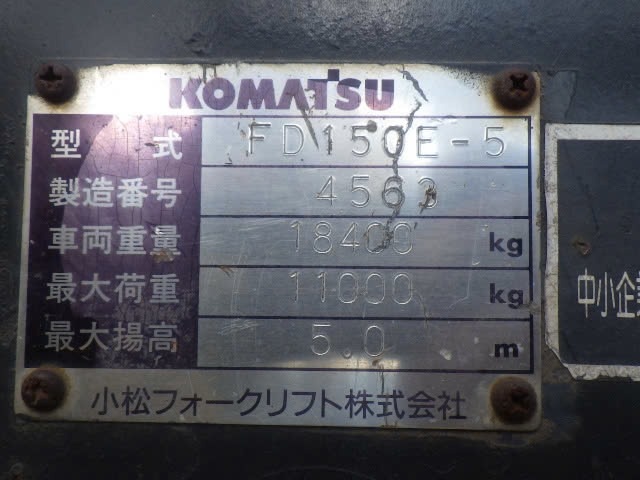 KOMATSU
型 式 FD150E-5
製造番号 4563
車両重量 18400 kg
最大荷重 11000 kg
最大揚高 5.0 m
小松フォークリフト株式会社
中小企業